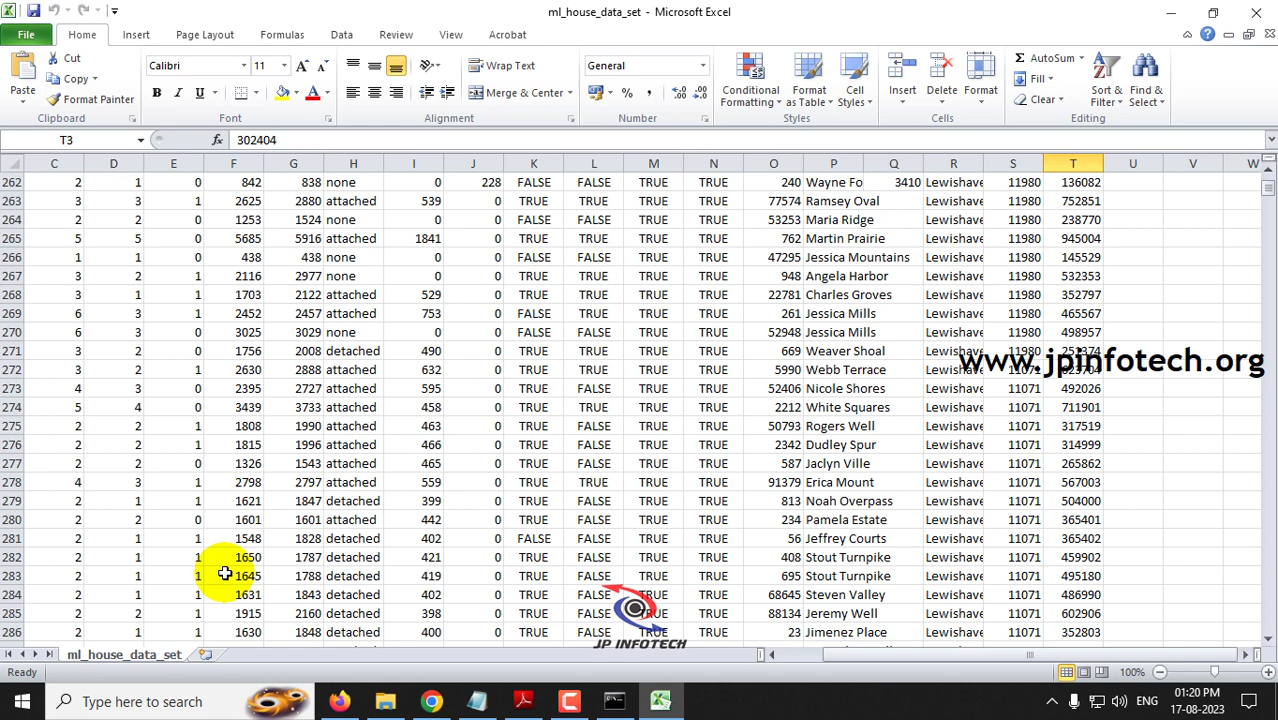 ml_house_data_set - Microsoft Excel
File Home Insert Page Layout Formulas Data Review View Acrobat
Cut Calibri 11 Wrap Text General AutoSum
Copy Fill
Paste Format Painter Merge & Center Conditional Formatting Format as Table Cell Styles Insert Delete Format Clear Sort & Filter Find & Select
Clipboard Font Alignment Number Styles Cells Editing
T3 fx 302404
C D E F G H I J K L M N O P Q R S T U V W
262 2 1 0 842 838 none 0 228 FALSE FALSE TRUE TRUE 240 Wayne Fo 3410 Lewishave 11980 136082
263 3 3 1 2625 2880 attached 539 0 TRUE TRUE TRUE TRUE 77574 Ramsey Oval Lewishave 11980 752851
264 2 2 0 1253 1524 none 0 0 FALSE FALSE TRUE TRUE 53253 Maria Ridge Lewishave 11980 238770
265 5 5 0 5685 5916 attached 1841 0 TRUE TRUE TRUE TRUE 762 Martin Prairie Lewishave 11980 945004
266 1 1 0 438 438 none 0 0 FALSE FALSE TRUE TRUE 47295 Jessica Mountains Lewishave 11980 145529
267 3 2 1 2116 2977 none 0 0 TRUE TRUE TRUE TRUE 948 Angela Harbor Lewishave 11980 532353
268 3 1 1 1703 2122 attached 529 0 TRUE TRUE TRUE TRUE 22781 Charles Groves Lewishave 11980 352797
269 6 3 1 2452 2457 attached 753 0 FALSE FALSE TRUE TRUE 261 Jessica Mills Lewishave 11980 465567
270 6 3 0 3025 3029 none 0 0 FALSE FALSE TRUE TRUE 52948 Jessica Mills Lewishave 11980 498957
271 3 2 0 1756 2008 detached 490 0 TRUE TRUE TRUE TRUE 669 Weaver Shoal Lewishave 11980 251374
www.jpinfotech.org
272 3 2 1 2630 2888 attached 632 0 TRUE TRUE TRUE TRUE 5990 Webb Terrace Lewishave
273 4 3 0 2395 2727 attached 595 0 TRUE TRUE TRUE TRUE 52406 Nicole Shores Lewishave 11071 492026
274 5 4 0 3439 3733 attached 458 0 TRUE TRUE TRUE TRUE 2212 White Squares Lewishave 11071 711901
275 2 2 1 1808 1990 attached 463 0 TRUE FALSE TRUE TRUE 50793 Rogers Well Lewishave 11071 317519
276 2 2 1 1815 1996 attached 466 0 TRUE FALSE TRUE TRUE 2342 Dudley Spur Lewishave 11071 314999
277 2 2 0 1326 1543 attached 465 0 TRUE FALSE TRUE TRUE 587 Jaclyn Ville Lewishave 11071 265862
278 4 3 1 2798 2797 attached 559 0 TRUE TRUE TRUE TRUE 91379 Erica Mount Lewishave 11071 567003
279 2 1 1 1621 1847 detached 399 0 TRUE FALSE TRUE TRUE 813 Noah Overpass Lewishave 11071 504000
280 2 2 0 1601 1601 attached 442 0 TRUE FALSE TRUE TRUE 234 Pamela Estate Lewishave 11071 365401
281 2 1 1 1548 1828 detached 402 0 FALSE FALSE TRUE TRUE 56 Jeffrey Courts Lewishave 11071 365402
282 2 1 1 1650 1787 detached 421 0 TRUE FALSE TRUE TRUE 408 Stout Turnpike Lewishave 11071 459902
283 2 1 1 1645 1788 detached 419 0 TRUE FALSE TRUE TRUE 695 Stout Turnpike Lewishave 11071 495180
284 2 1 1 1631 1843 detached 402 0 TRUE FALSE TRUE TRUE 68645 Steven Valley Lewishave 11071 486990
285 2 2 1 1915 2160 detached 398 0 TRUE FALSE TRUE 88134 Jeremy Well Lewishave 11071 602906
286 2 1 1 1630 1848 detached 400 0 TRUE FALSE TRUE TRUE 23 Jimenez Place Lewishave 11071 352803
JP INFOTECH
ml_house_data_set
Ready 100%
Type here to search ENG 01:20 PM
17-08-2023